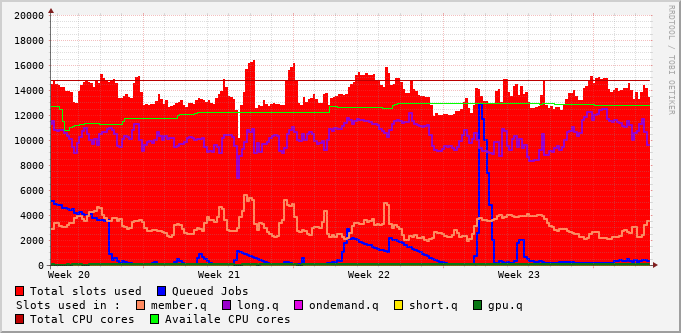 20000
18000
16000
14000
12000
10000
8000
6000
4000
2000
0
Week 20 Week 21 Week 22 Week 23
Total slots used Queued Jobs
Slots used in : member.q long.q ondemand.q short.q gpu.q
Total CPU cores Availale CPU cores
RRDTOOL / TOBI OETIKER